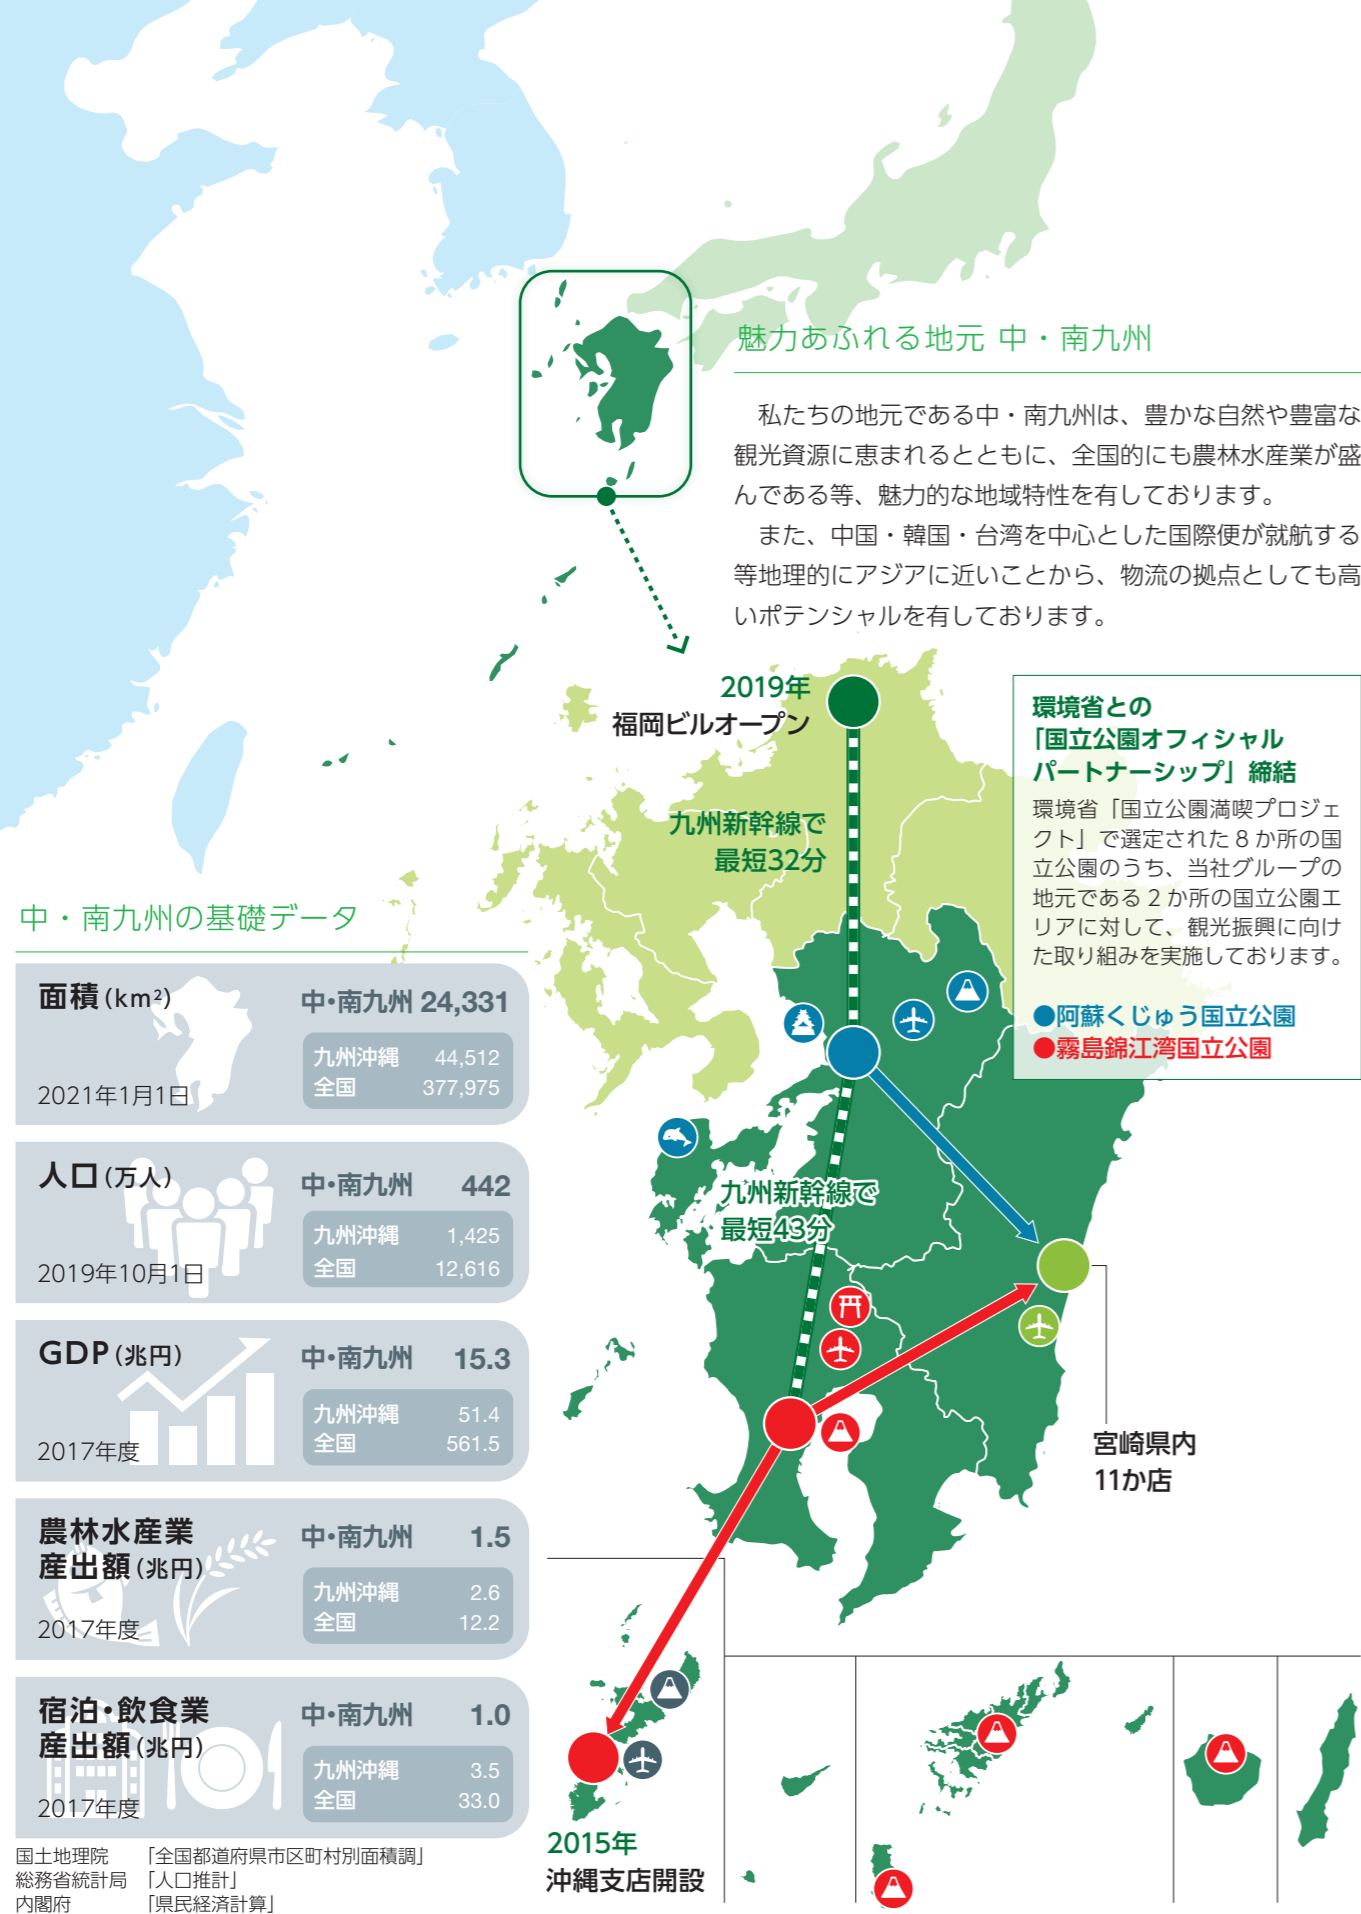 魅力あふれる地元 中・南九州
私たちの地元である中・南九州は、豊かな自然や豊富な
観光資源に恵まれるとともに、全国的にも農林水産業が盛
んである等、魅力的な地域特性を有しております。
また、中国・韓国・台湾を中心とした国際便が就航する
等地理的にアジアに近いことから、物流の拠点としても高
いポテンシャルを有しております。
2019年
福岡ビルオープン
九州新幹線で
最短32分
環境省との
「国立公園オフィシャル
パートナーシップ」締結
環境省「国立公園満喫プロジェ
クト」で選定された8か所の国
立公園のうち、当社グループの
地元である2か所の国立公園エ
リアに対して、観光振興に向け
た取り組みを実施しております。
●阿蘇くじゅう国立公園
●霧島錦江湾国立公園
九州新幹線で
最短43分
宮崎県内
11か店
2015年
沖縄支店開設
中・南九州の基礎データ
面積(km²)
2021年1月1日
中・南九州 24,331
九州沖縄 44,512
全国 377,975
人口(万人)
2019年10月1日
中・南九州 442
九州沖縄 1,425
全国 12,616
GDP(兆円)
2017年度
中・南九州 15.3
九州沖縄 51.4
全国 561.5
農林水産業
産出額(兆円)
2017年度
中・南九州 1.5
九州沖縄 2.6
全国 12.2
宿泊・飲食業
産出額(兆円)
2017年度
中・南九州 1.0
九州沖縄 3.5
全国 33.0
国土地理院 「全国都道府県市区町村別面積調」
総務省統計局 「人口推計」
内閣府 「県民経済計算」